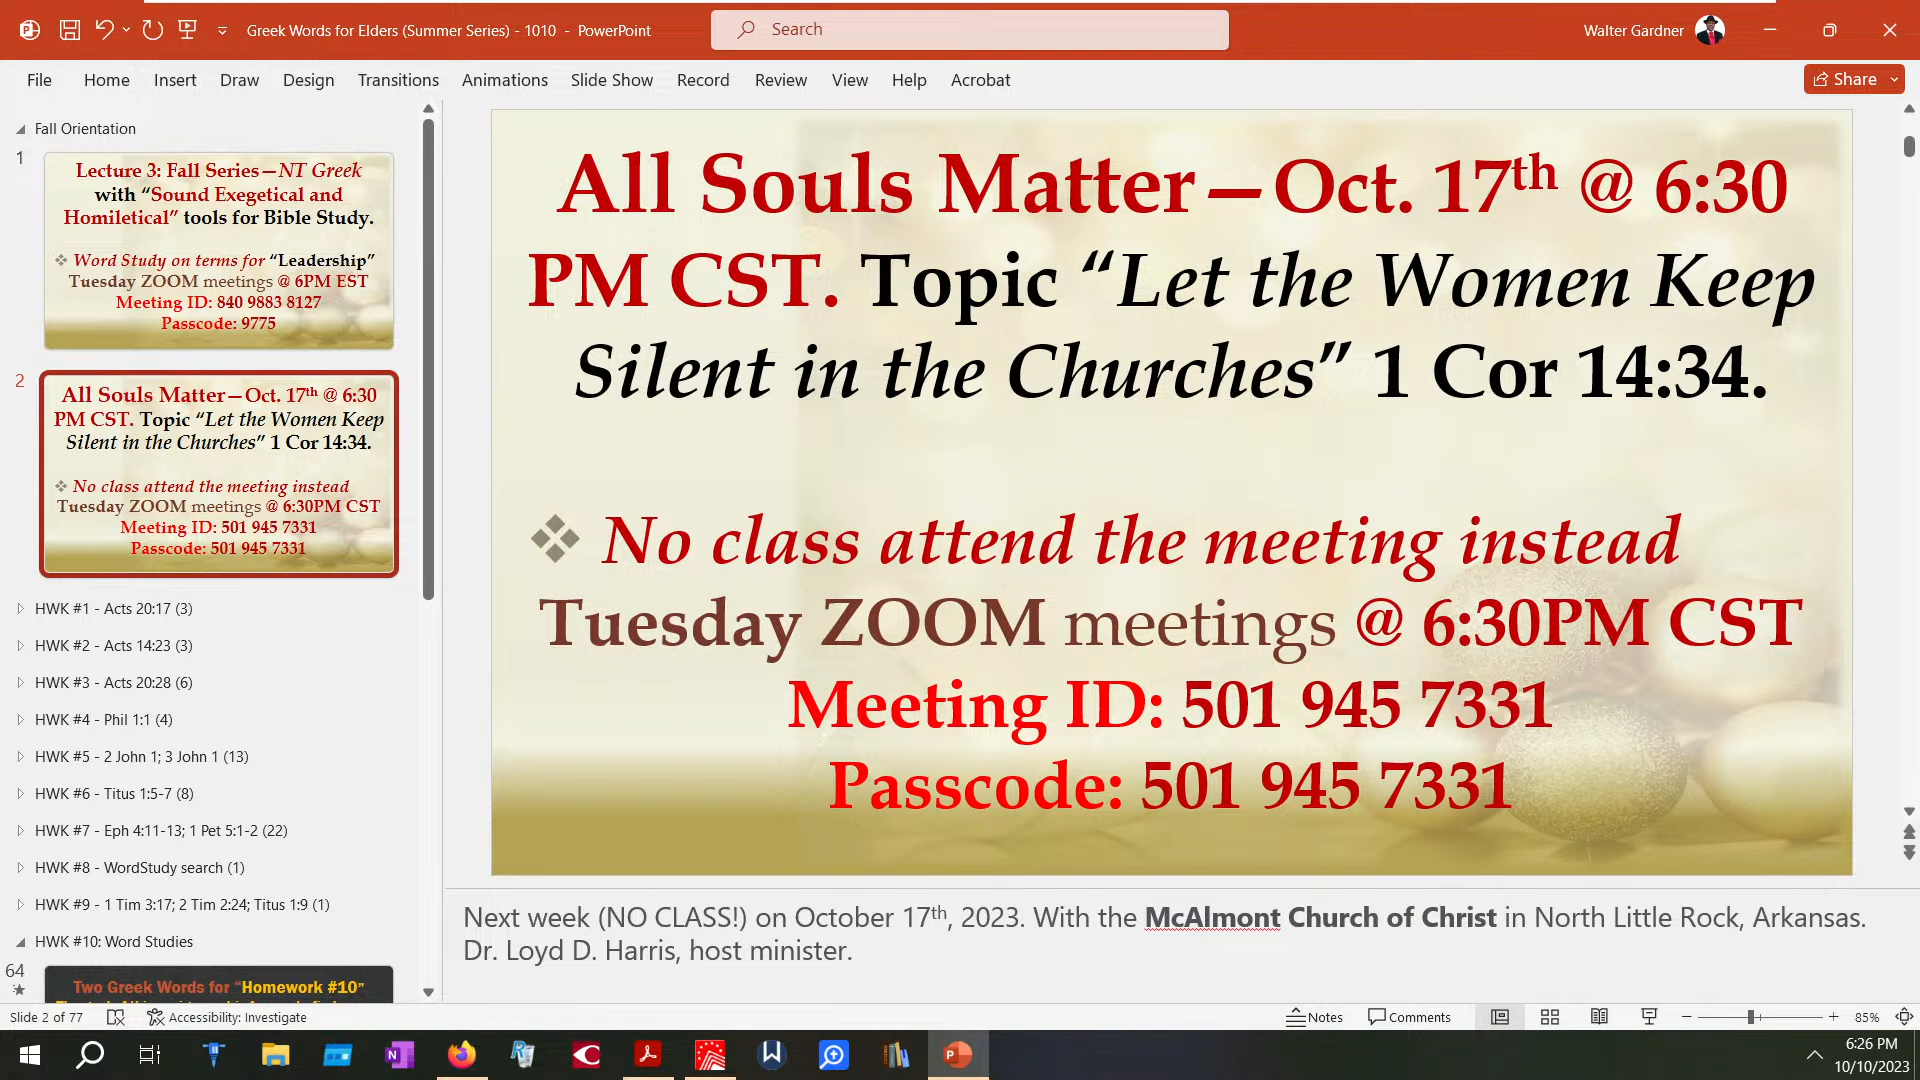 Greek Words for Elders (Summer Series) - 1010 - PowerPoint
Search
Walter Gardner
File Home Insert Draw Design Transitions Animations Slide Show Record Review View Help Acrobat
Share
Fall Orientation
1
Lecture 3: Fall Series—NT Greek
with “Sound Exegetical and
Homiletical” tools for Bible Study.
❖ Word Study on terms for “Leadership”
Tuesday ZOOM meetings @ 6PM EST
Meeting ID: 840 9883 8127
Passcode: 9775
2
All Souls Matter—Oct. 17th @ 6:30
PM CST. Topic “Let the Women Keep
Silent in the Churches” 1 Cor 14:34.
❖ No class attend the meeting instead
Tuesday ZOOM meetings @ 6:30PM CST
Meeting ID: 501 945 7331
Passcode: 501 945 7331
HWK #1 - Acts 20:17 (3)
HWK #2 - Acts 14:23 (3)
HWK #3 - Acts 20:28 (6)
HWK #4 - Phil 1:1 (4)
HWK #5 - 2 John 1; 3 John 1 (13)
HWK #6 - Titus 1:5-7 (8)
HWK #7 - Eph 4:11-13; 1 Pet 5:1-2 (22)
HWK #8 - WordStudy search (1)
HWK #9 - 1 Tim 3:17; 2 Tim 2:24; Titus 1:9 (1)
HWK #10: Word Studies
64
Two Greek Words for “Homework #10”
All Souls Matter—Oct. 17th @ 6:30
PM CST. Topic “Let the Women Keep
Silent in the Churches” 1 Cor 14:34.
❖ No class attend the meeting instead
Tuesday ZOOM meetings @ 6:30PM CST
Meeting ID: 501 945 7331
Passcode: 501 945 7331
Next week (NO CLASS!) on October 17th, 2023. With the McAlmont Church of Christ in North Little Rock, Arkansas.
Dr. Loyd D. Harris, host minister.
Slide 2 of 77 Accessibility: Investigate Notes Comments 85%
6:26 PM
10/10/2023